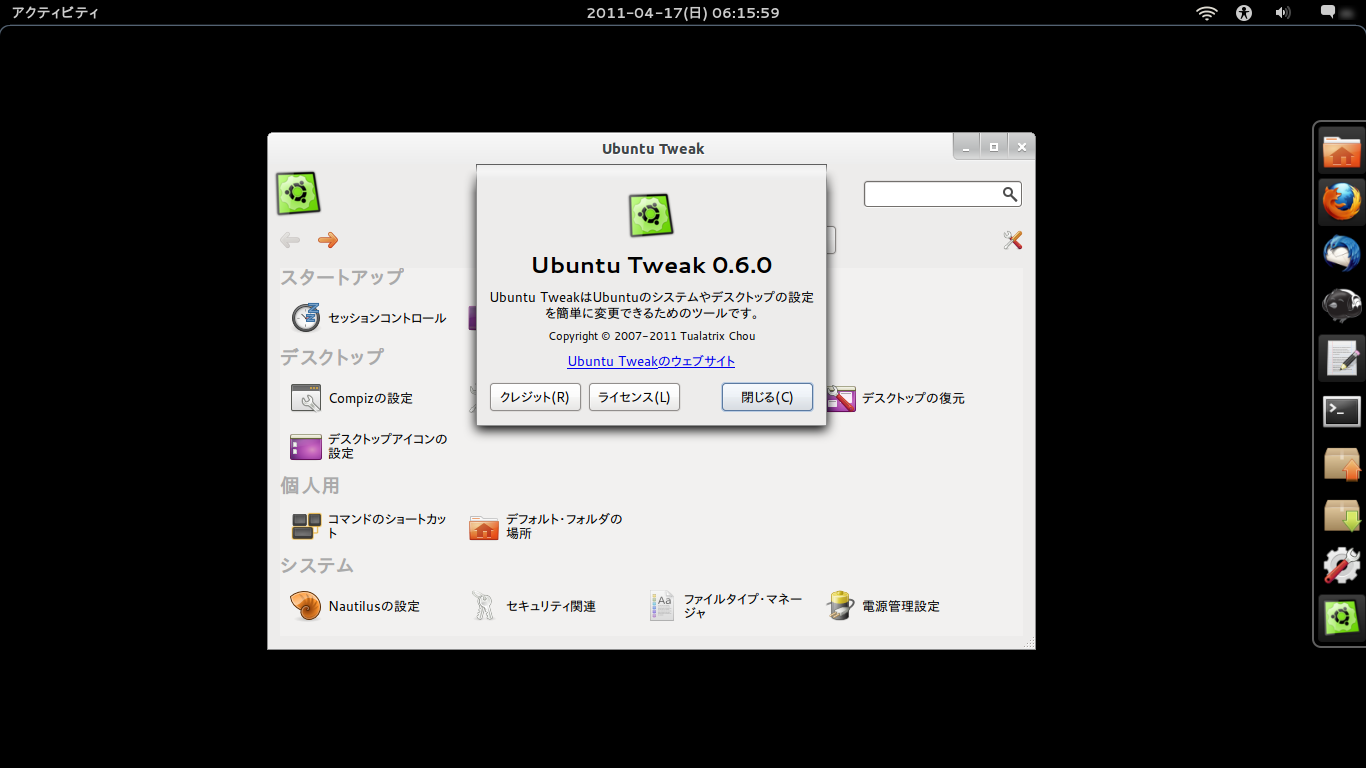 アクティビティ
2011-04-17(日) 06:15:59
Ubuntu Tweak
Ubuntu Tweak 0.6.0
Ubuntu TweakはUbuntuのシステムやデスクトップの設定
を簡単に変更できるためのツールです。
Copyright © 2007-2011 Tualatrix Chou
Ubuntu Tweakのウェブサイト
クレジット(R)
ライセンス(L)
閉じる(C)
スタートアップ
セッションコントロール
デスクトップ
Compizの設定
デスクトップの復元
デスクトップアイコンの
設定
個人用
コマンドのショートカッ
ト
デフォルト・フォルダの
場所
システム
Nautilusの設定
セキュリティ関連
ファイルタイプ・マネー
ジャ
電源管理設定